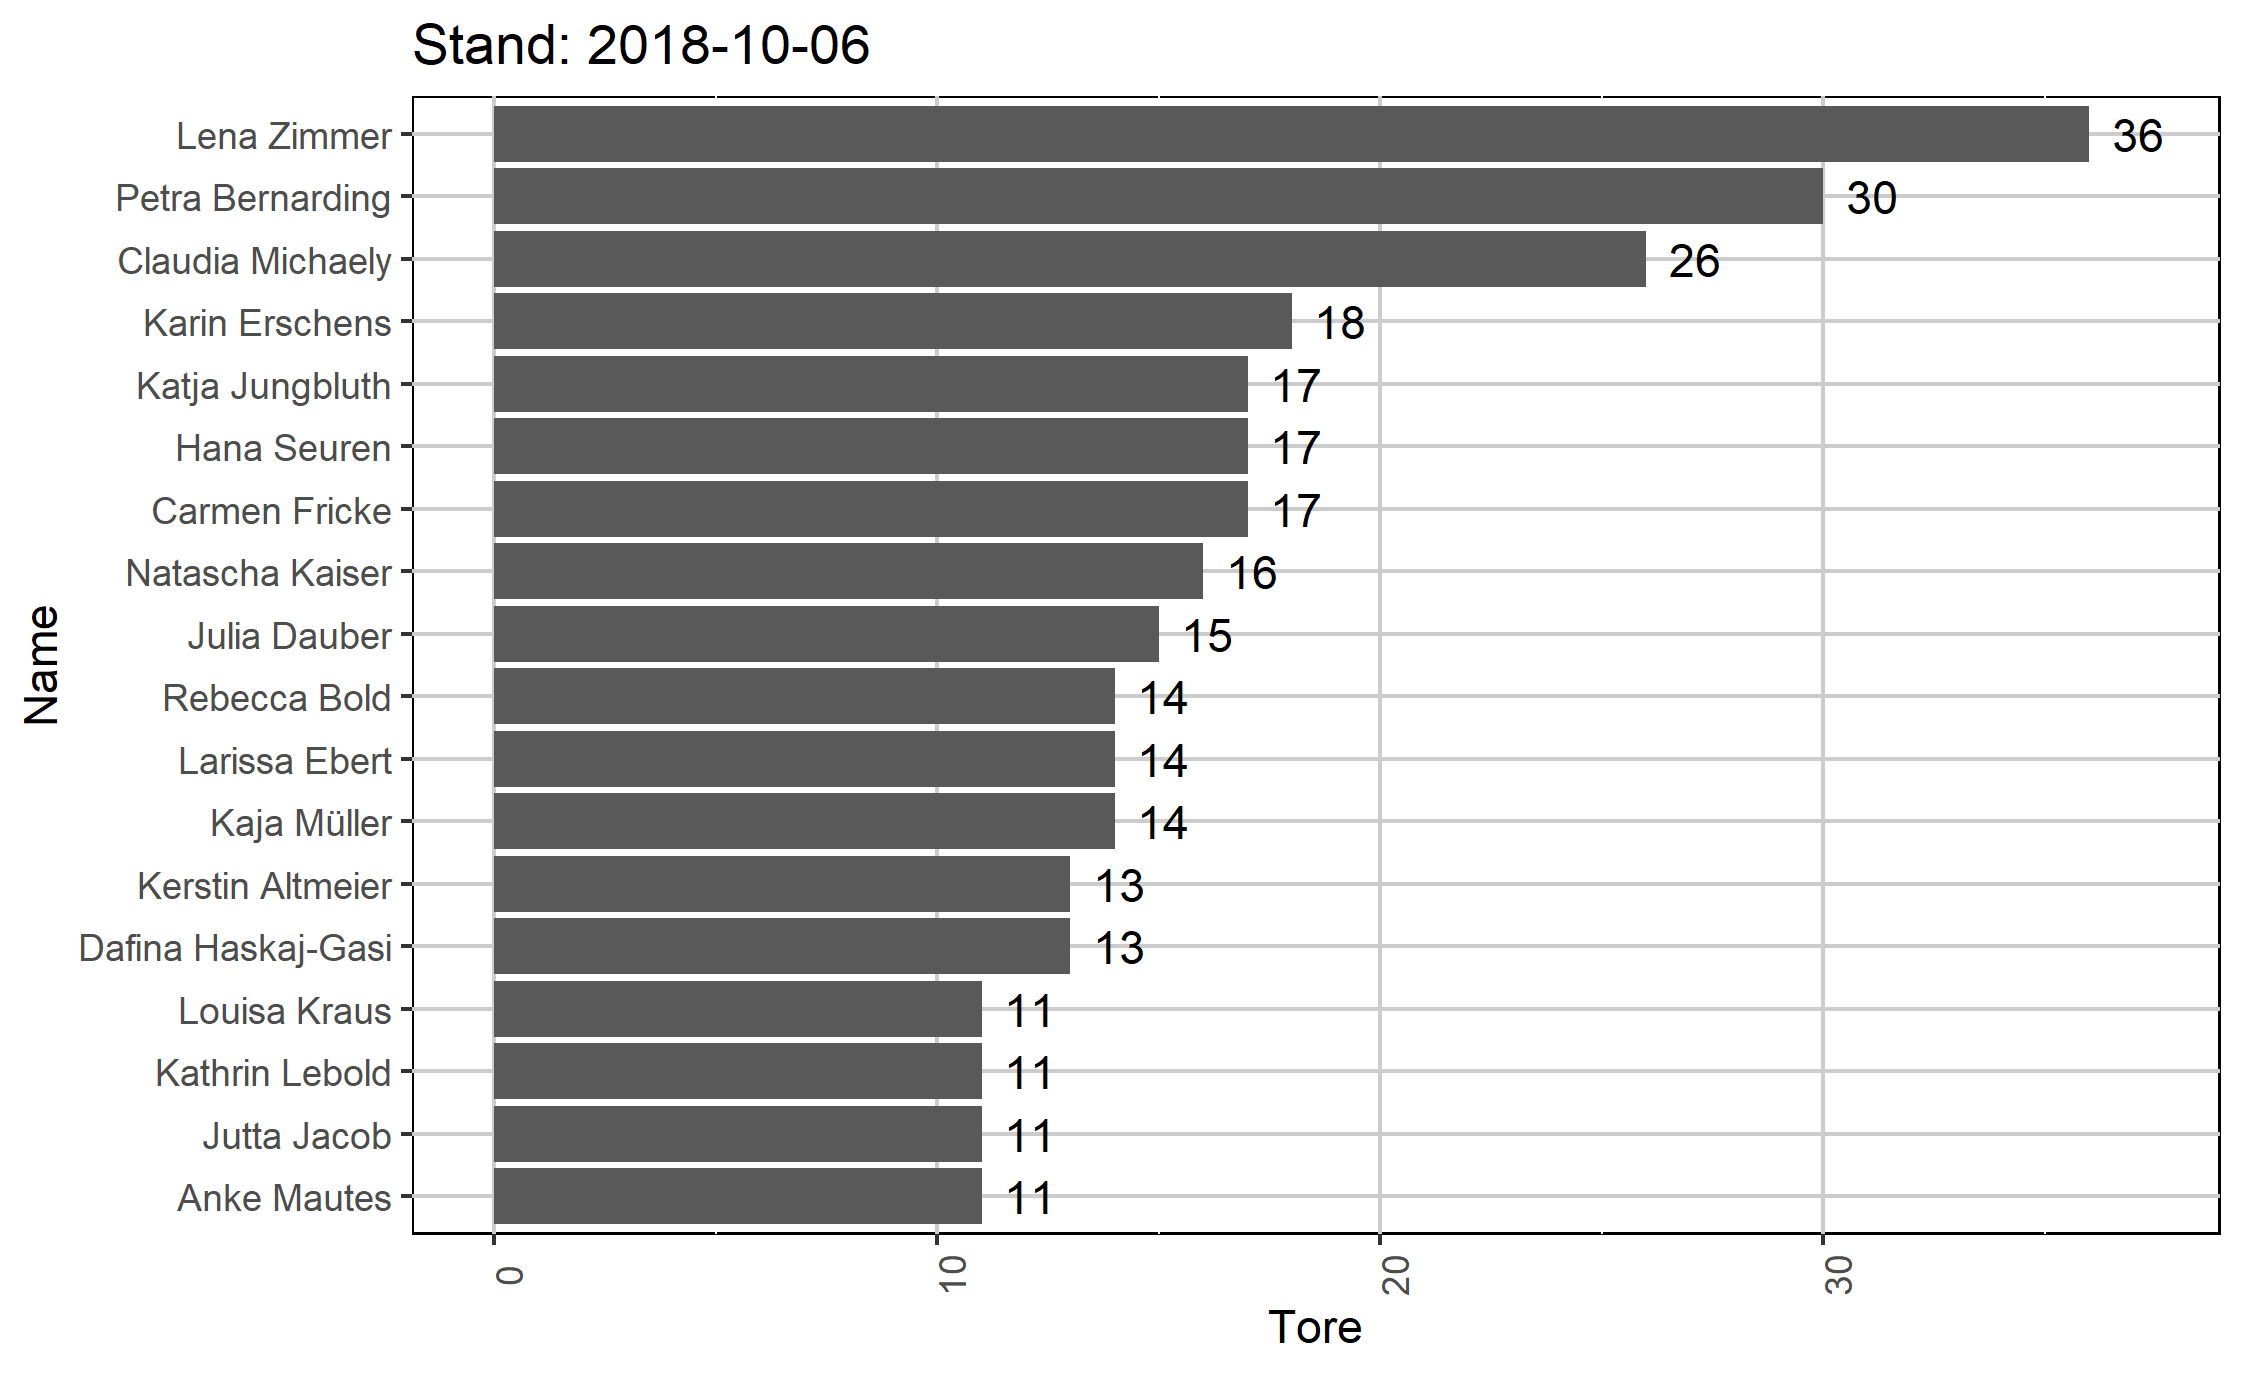 Stand: 2018-10-06
Lena Zimmer 36
Petra Bernarding 30
Claudia Michaely 26
Karin Erschens 18
Katja Jungbluth 17
Hana Seuren 17
Carmen Fricke 17
Natascha Kaiser 16
Julia Dauber 15
Rebecca Bold 14
Larissa Ebert 14
Kaja Müller 14
Kerstin Altmeier 13
Dafina Haskaj-Gasi 13
Louisa Kraus 11
Kathrin Lebold 11
Jutta Jacob 11
Anke Mautes 11
Name
0 10 20 30
Tore